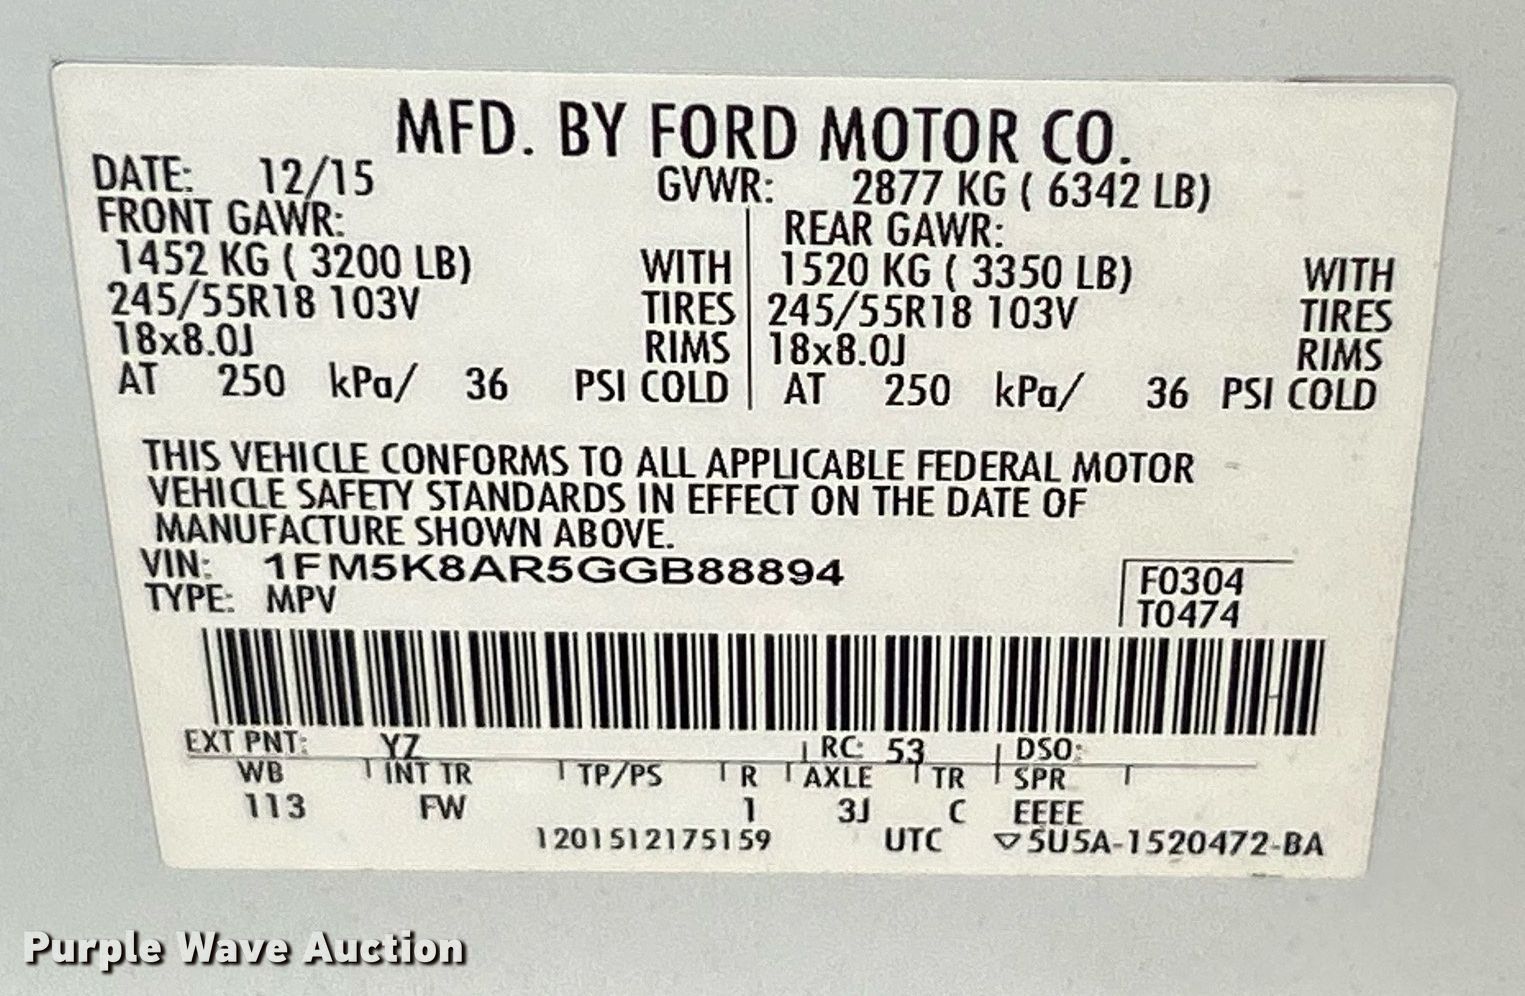 MFD. BY FORD MOTOR CO.
DATE: 12/15 GVWR: 2877 KG ( 6342 LB)
FRONT GAWR: REAR GAWR:
1452 KG ( 3200 LB) WITH 1520 KG ( 3350 LB) WITH
245/55R18 103V TIRES 245/55R18 103V TIRES
18x8.0J RIMS 18x8.0J RIMS
AT 250 kPa/ 36 PSI COLD AT 250 kPa/ 36 PSI COLD
THIS VEHICLE CONFORMS TO ALL APPLICABLE FEDERAL MOTOR
VEHICLE SAFETY STANDARDS IN EFFECT ON THE DATE OF
MANUFACTURE SHOWN ABOVE.
VIN: 1FM5K8AR5GGB88894 F0304
TYPE: MPV T0474
EXT PNT: YZ RC: 53 DSO:
WB INT TR TP/PS R AXLE TR SPR
113 FW 1 3J C EEEE
1201512175159 UTC ▽5U5A-1520472-BA
Purple Wave Auction